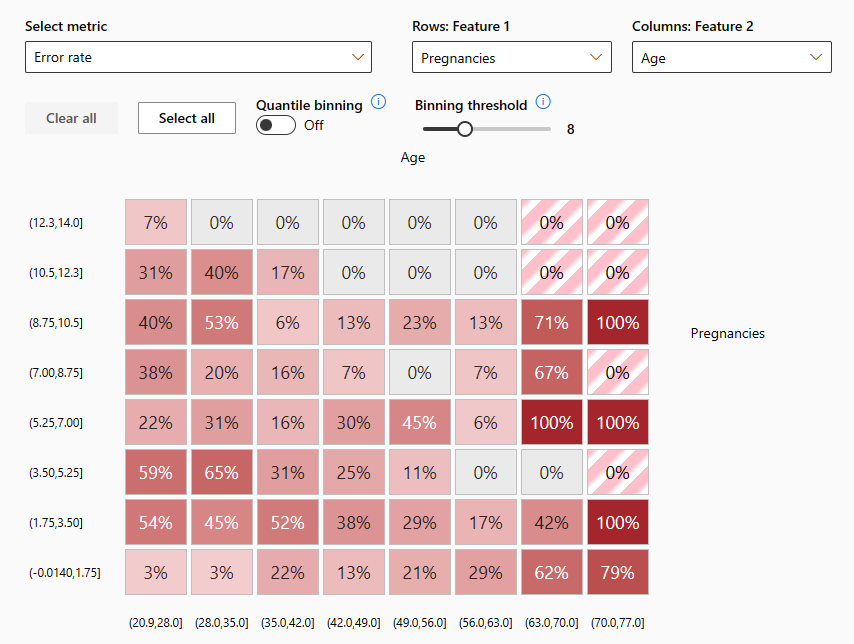 Select metric Rows: Feature 1 Columns: Feature 2
Error rate Pregnancies Age
Clear all Select all Quantile binning Off Binning threshold 8
Age
(12.3,14.0] 7% 0% 0% 0% 0% 0% 0% 0%
(10.5,12.3] 31% 40% 17% 0% 0% 0% 0% 0%
(8.75,10.5] 40% 53% 6% 13% 23% 13% 71% 100%
Pregnancies
(7.00,8.75] 38% 20% 16% 7% 0% 7% 67% 0%
(5.25,7.00] 22% 31% 16% 30% 45% 6% 100% 100%
(3.50,5.25] 59% 65% 31% 25% 11% 0% 0% 0%
(1.75,3.50] 54% 45% 52% 38% 29% 17% 42% 100%
(-0.0140,1.75] 3% 3% 22% 13% 21% 29% 62% 79%
(20.9,28.0] (28.0,35.0] (35.0,42.0] (42.0,49.0] (49.0,56.0] (56.0,63.0] (63.0,70.0] (70.0,77.0]